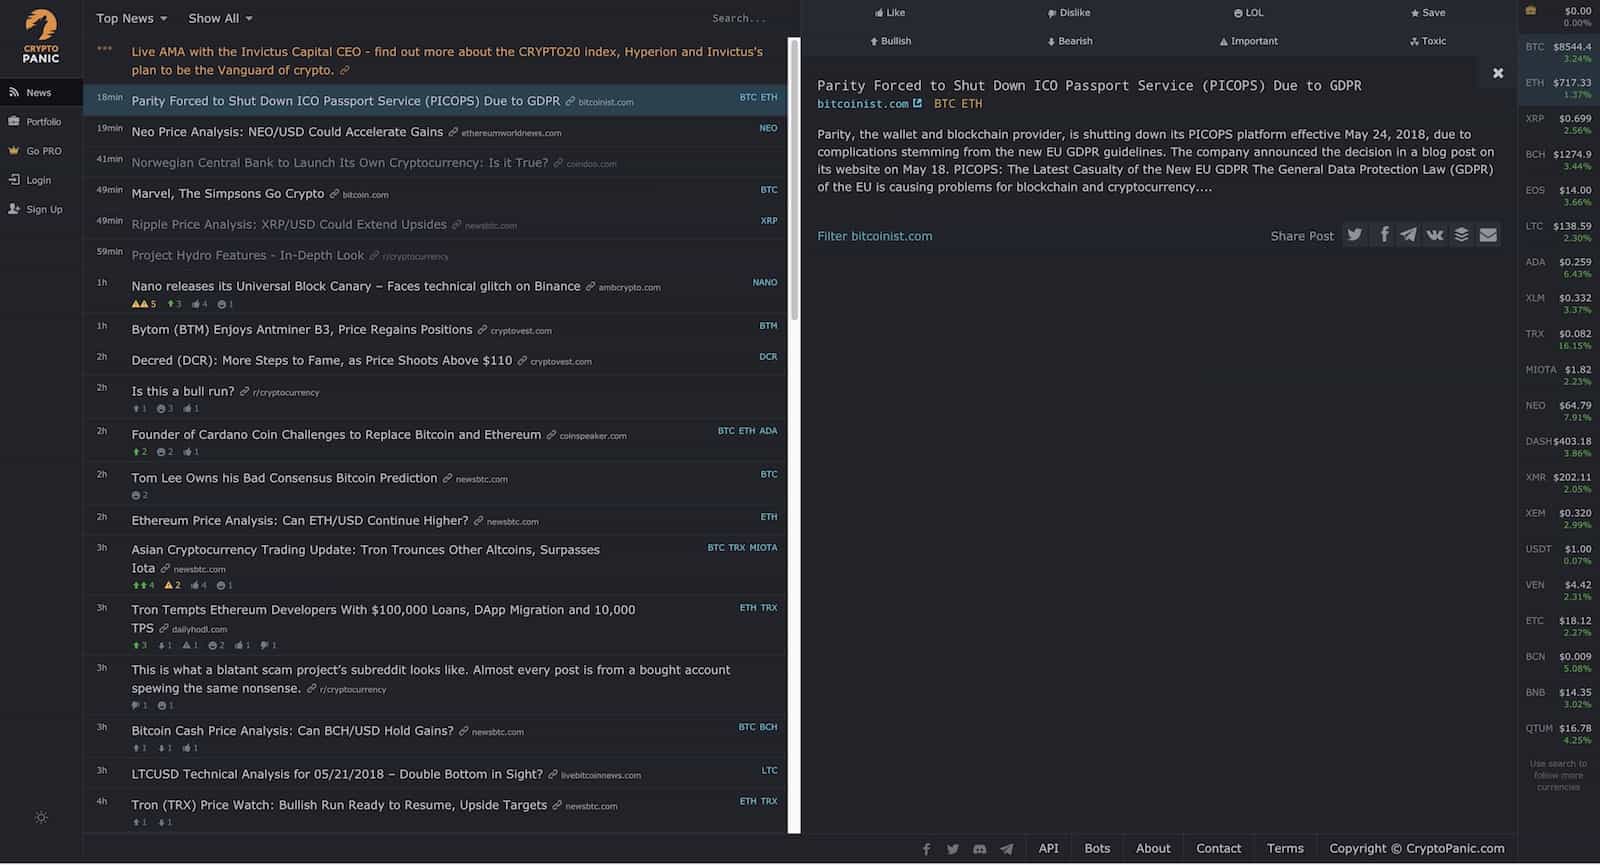 CRYPTO
PANIC
News
Portfolio
Go PRO
Login
Sign Up
Top News
Show All
Search...
*** Live AMA with the Invictus Capital CEO - find out more about the CRYPTO20 index, Hyperion and Invictus's
plan to be the Vanguard of crypto.
18min Parity Forced to Shut Down ICO Passport Service (PICOPS) Due to GDPR bitcoinist.com BTC ETH
19min Neo Price Analysis: NEO/USD Could Accelerate Gains ethereumworldnews.com NEO
41min Norwegian Central Bank to Launch Its Own Cryptocurrency: Is it True? coindoo.com
49min Marvel, The Simpsons Go Crypto bitcoin.com BTC
49min Ripple Price Analysis: XRP/USD Could Extend Upsides newsbtc.com XRP
59min Project Hydro Features - In-Depth Look r/cryptocurrency
1h Nano releases its Universal Block Canary – Faces technical glitch on Binance ambcrypto.com NANO
5 3 4 1
1h Bytom (BTM) Enjoys Antminer B3, Price Regains Positions cryptovest.com BTM
2h Decred (DCR): More Steps to Fame, as Price Shoots Above $110 cryptovest.com DCR
2h Is this a bull run? r/cryptocurrency
1 3 1
2h Founder of Cardano Coin Challenges to Replace Bitcoin and Ethereum coinspeaker.com BTC ETH ADA
2 2 1
2h Tom Lee Owns his Bad Consensus Bitcoin Prediction newsbtc.com BTC
2
2h Ethereum Price Analysis: Can ETH/USD Continue Higher? newsbtc.com ETH
3h Asian Cryptocurrency Trading Update: Tron Trounces Other Altcoins, Surpasses BTC TRX MIOTA
Iota newsbtc.com
4 2 4 1
3h Tron Tempts Ethereum Developers With $100,000 Loans, DApp Migration and 10,000 ETH TRX
TPS dailyhodl.com
3 1 1 2 1 1
3h This is what a blatant scam project's subreddit looks like. Almost every post is from a bought account
spewing the same nonsense. r/cryptocurrency
1 1
3h Bitcoin Cash Price Analysis: Can BCH/USD Hold Gains? newsbtc.com BTC BCH
1 1 1
3h LTCUSD Technical Analysis for 05/21/2018 – Double Bottom in Sight? livebitcoinnews.com LTC
4h Tron (TRX) Price Watch: Bullish Run Ready to Resume, Upside Targets newsbtc.com ETH TRX
1 1
Like Dislike LOL Save
Bullish Bearish Important Toxic
Parity Forced to Shut Down ICO Passport Service (PICOPS) Due to GDPR
bitcoinist.com BTC ETH
Parity, the wallet and blockchain provider, is shutting down its PICOPS platform effective May 24, 2018, due to
complications stemming from the new EU GDPR guidelines. The company announced the decision in a blog post on
its website on May 18. PICOPS: The Latest Casualty of the New EU GDPR The General Data Protection Law (GDPR)
of the EU is causing problems for blockchain and cryptocurrency....
Filter bitcoinist.com Share Post
$0.00
0.00%
BTC $8544.4
3.24%
ETH $717.33
1.37%
XRP $0.699
2.56%
BCH $1274.9
3.44%
EOS $14.00
3.66%
LTC $138.59
2.30%
ADA $0.259
6.43%
XLM $0.332
3.37%
TRX $0.082
16.15%
MIOTA $1.82
2.23%
NEO $64.79
7.91%
DASH $403.18
3.86%
XMR $202.11
2.05%
XEM $0.320
2.99%
USDT $1.00
0.07%
VEN $4.42
2.31%
ETC $18.12
2.27%
BCN $0.009
5.08%
BNB $14.35
3.02%
QTUM $16.78
4.25%
Use search to
follow more
currencies
API Bots About Contact Terms Copyright © CryptoPanic.com